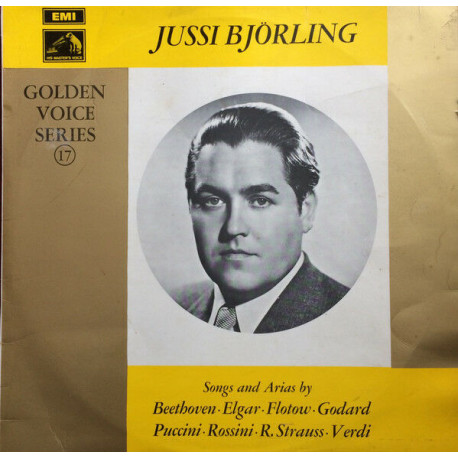 EMI
HIS MASTER'S VOICE
JUSSI BJÖRLING
GOLDEN
VOICE
SERIES
17
Songs and Arias by
Beethoven · Elgar · Flotow · Godard
Puccini · Rossini · R. Strauss · Verdi